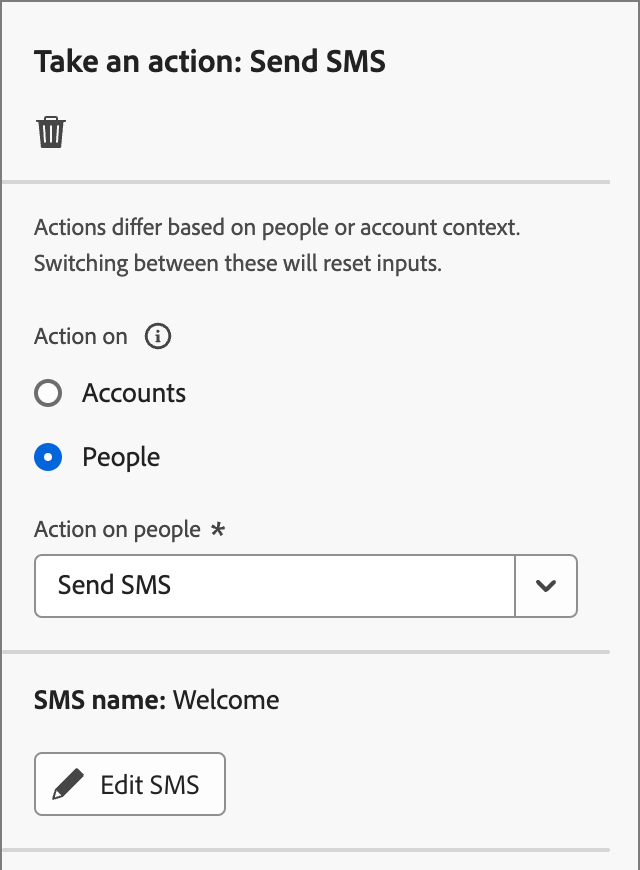 Take an action: Send SMS
Actions differ based on people or account context.
Switching between these will reset inputs.
Action on
Accounts
People
Action on people *
Send SMS
SMS name: Welcome
Edit SMS